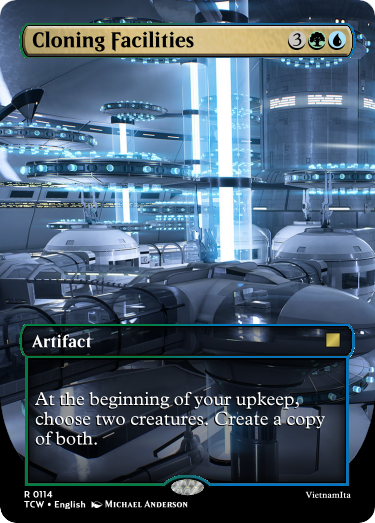 Cloning Facilities 3
Artifact
At the beginning of your upkeep,
choose two creatures. Create a copy
of both.
R 0114
TCW • English Michael Anderson
VietnamIta